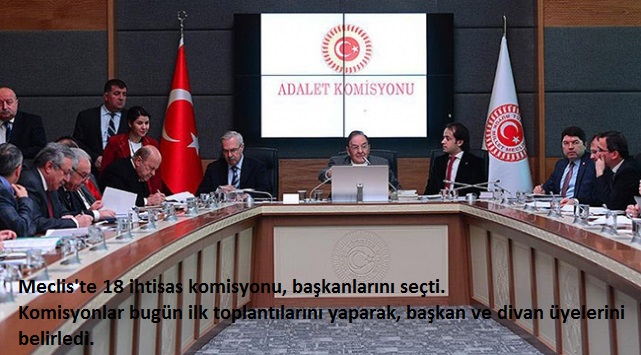 ADALET KOMİSYONU
Meclis'te 18 ihtisas komisyonu, başkanlarını seçti.
Komisyonlar bugün ilk toplantılarını yaparak, başkan ve divan üyelerini
belirledi.